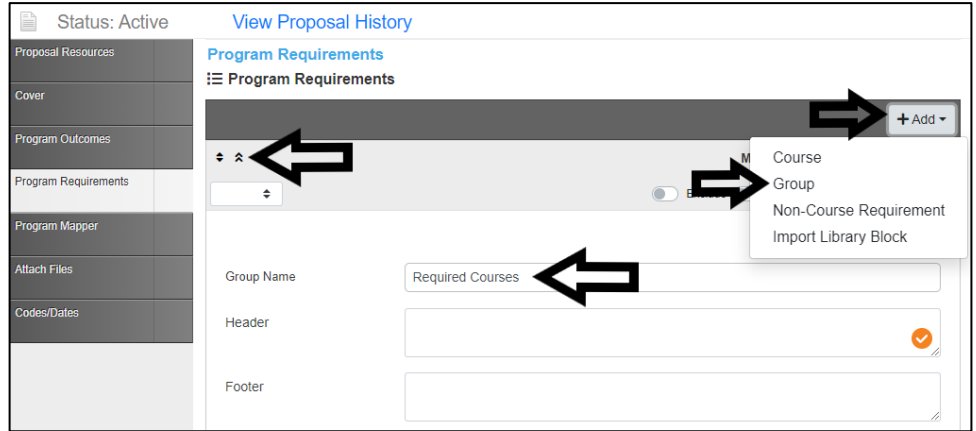 Status: Active
View Proposal History
Proposal Resources
Cover
Program Outcomes
Program Requirements
Program Mapper
Attach Files
Codes/Dates
Program Requirements
Program Requirements
+ Add
Course
Group
Non-Course Requirement
Import Library Block
Group Name
Required Courses
Header
Footer